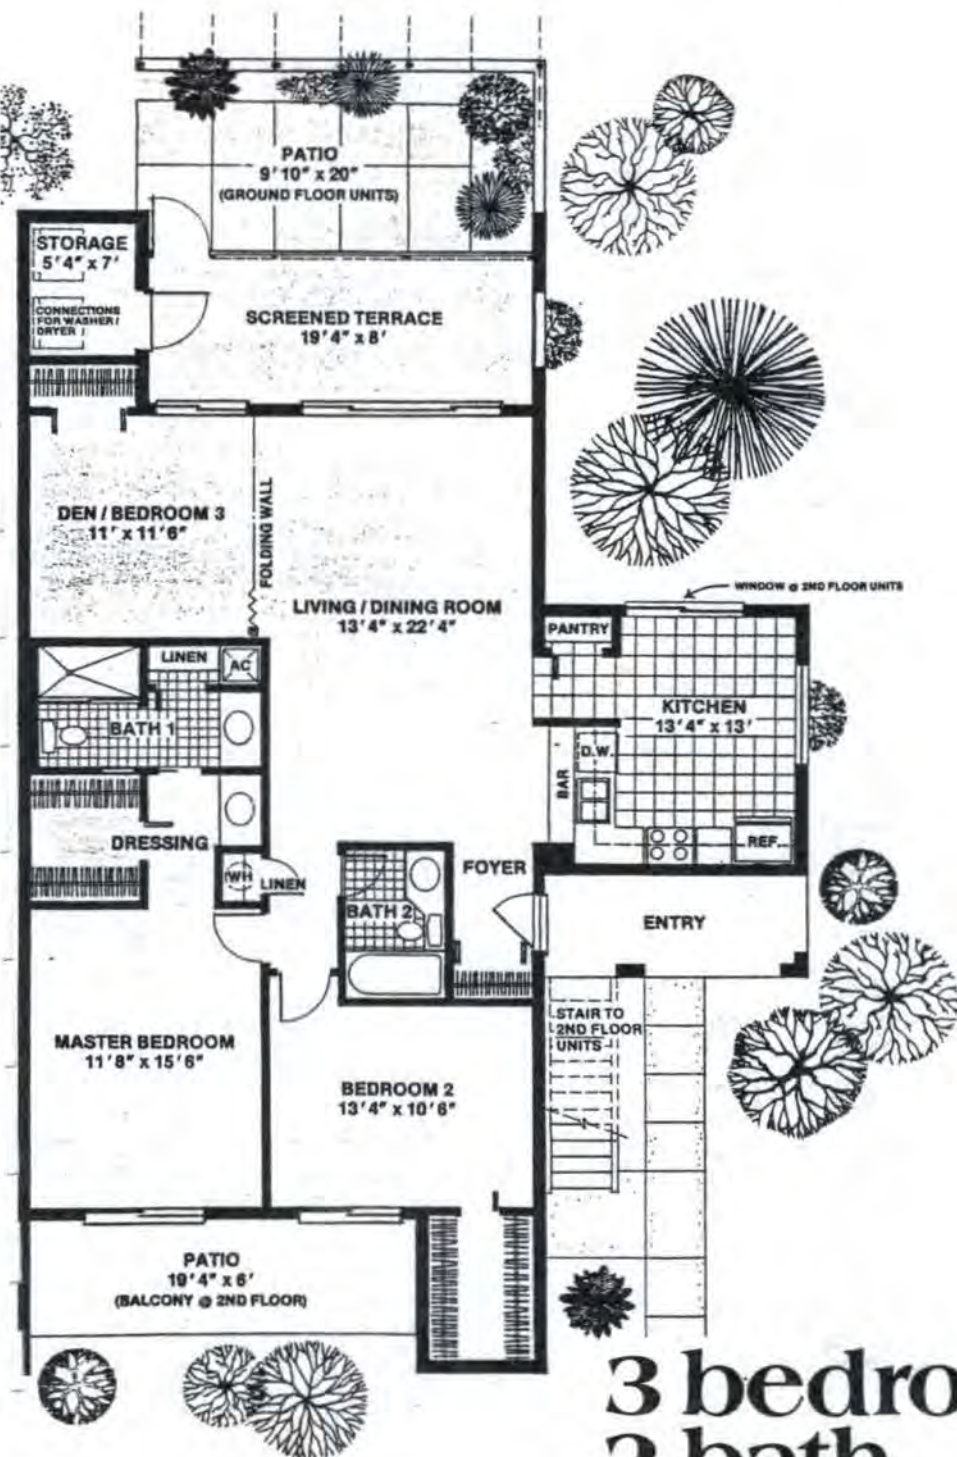 PATIO
9'10" x 20"
(GROUND FLOOR UNITS)
STORAGE
5'4" x 7'
CONNECTIONS
FOR WASHER/
DRYER
SCREENED TERRACE
19'4" x 8'
DEN / BEDROOM 3
11' x 11'6"
FOLDING WALL
LIVING / DINING ROOM
13'4" x 22'4"
WINDOW @ 2ND FLOOR UNITS
PANTRY
KITCHEN
13'4" x 13'
D.W.
BAR
REF.
LINEN
AC
BATH 1
DRESSING
WH
LINEN
BATH 2
FOYER
ENTRY
STAIR TO
2ND FLOOR
UNITS
MASTER BEDROOM
11'8" x 15'6"
BEDROOM 2
13'4" x 10'6"
PATIO
19'4" x 6'
(BALCONY @ 2ND FLOOR)
3 bedro
bath